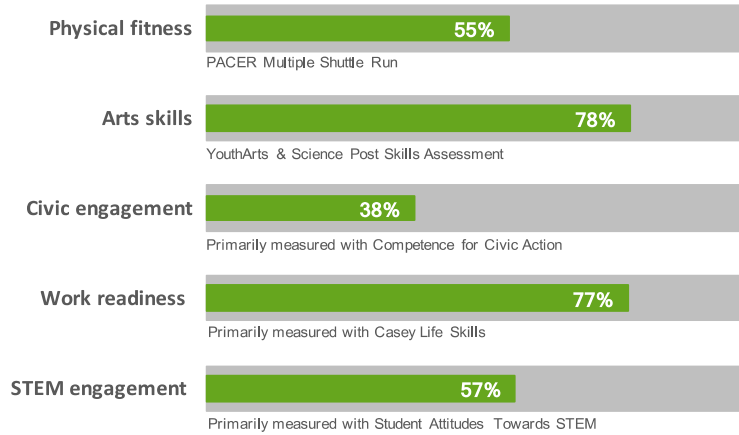 Physical fitness
55%
PACER Multiple Shuttle Run
Arts skills
78%
YouthArts & Science Post Skills Assessment
Civic engagement
38%
Primarily measured with Competence for Civic Action
Work readiness
77%
Primarily measured with Casey Life Skills
STEM engagement
57%
Primarily measured with Student Attitudes Towards STEM